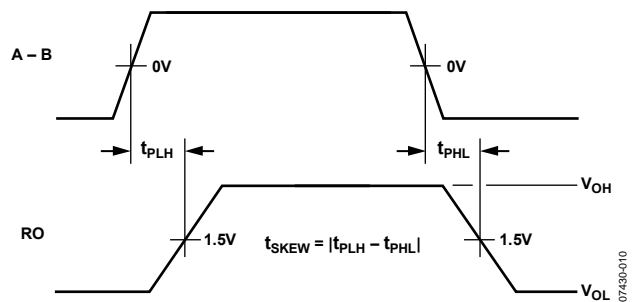 A – B
0V
0V
tPLH
tPHL
VOH
RO
1.5V
tSKEW = |tPLH – tPHL|
1.5V
VOL
07430-010